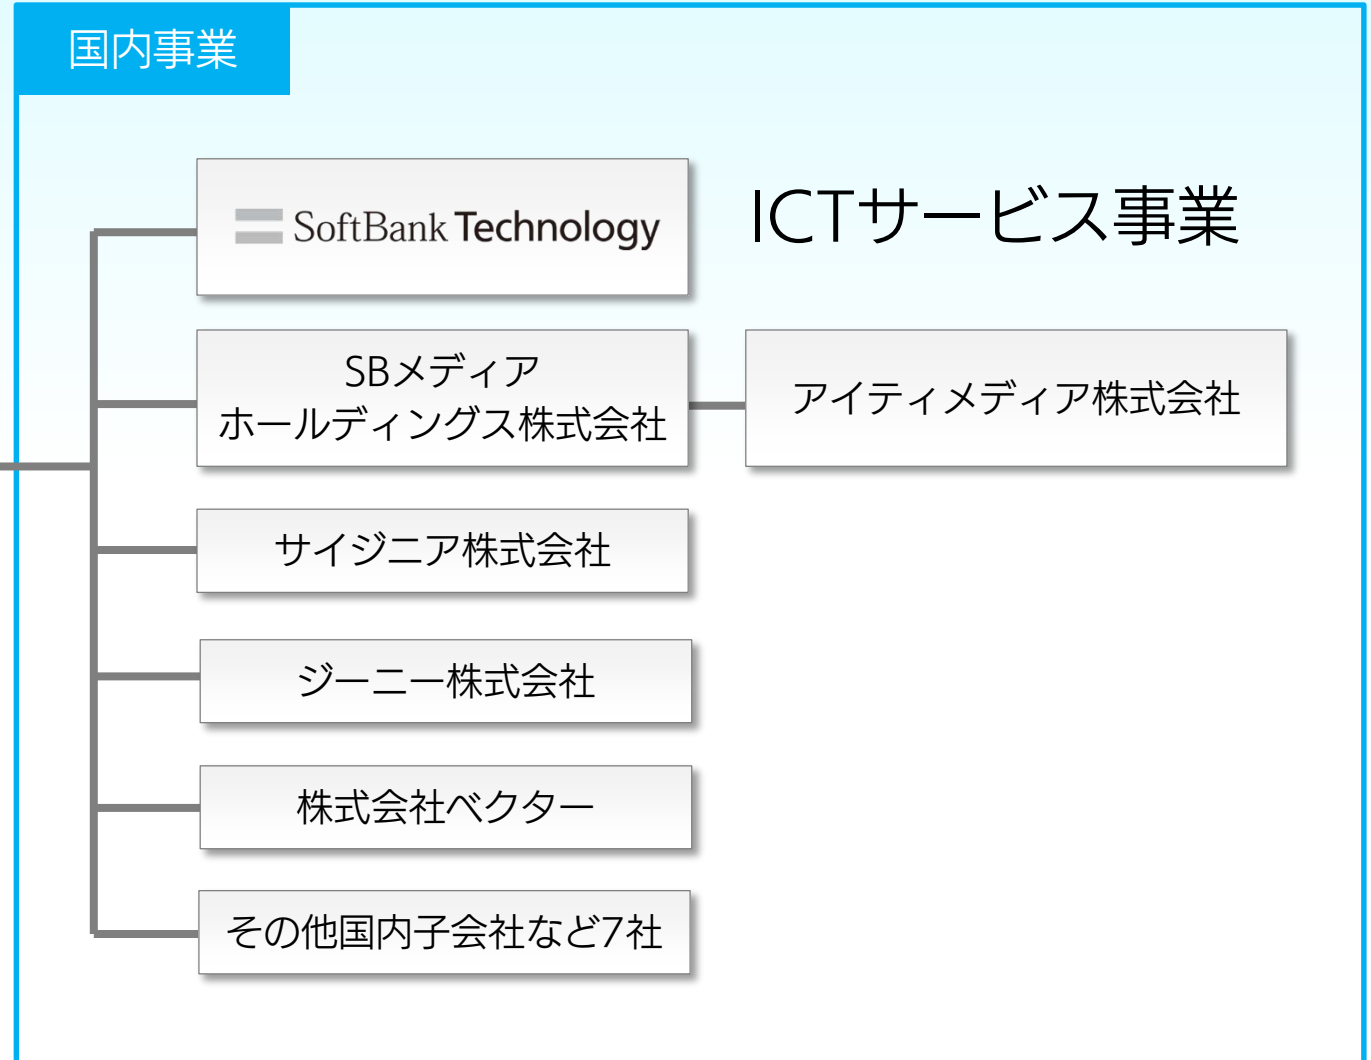 国内事業
SoftBank Technology
ICTサービス事業
SBメディア
ホールディングス株式会社
アイティメディア株式会社
サイジニア株式会社
ジーニー株式会社
株式会社ベクター
その他国内子会社など7社